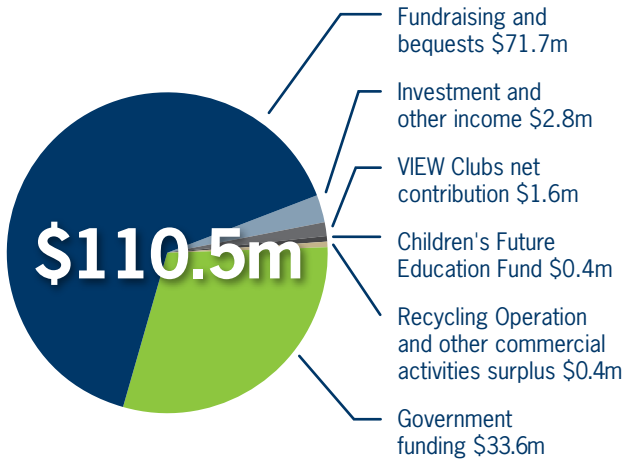 Fundraising and
bequests $71.7m
Investment and
other income $2.8m
VIEW Clubs net
contribution $1.6m
$110.5m
Children's Future
Education Fund $0.4m
Recycling Operation
and other commercial
activities surplus $0.4m
Government
funding $33.6m